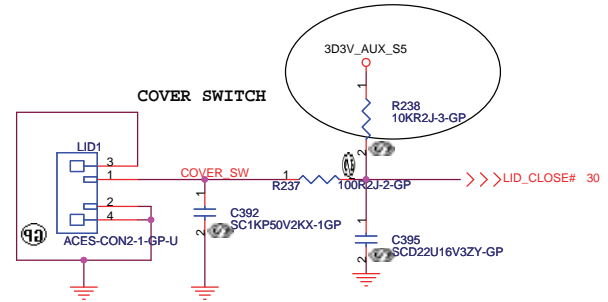 3D3V_AUX_S5
COVER SWITCH
1
R238
10KR2J-3-GP
2
LID1
3
1
COVER_SW
1
R237
100R2J-2-GP
LID_CLOSE# 30
2
4
1
C392
SC1KP50V2KX-1GP
2
1
C395
SCD22U16V3ZY-GP
2
ACES-CON2-1-GP-U